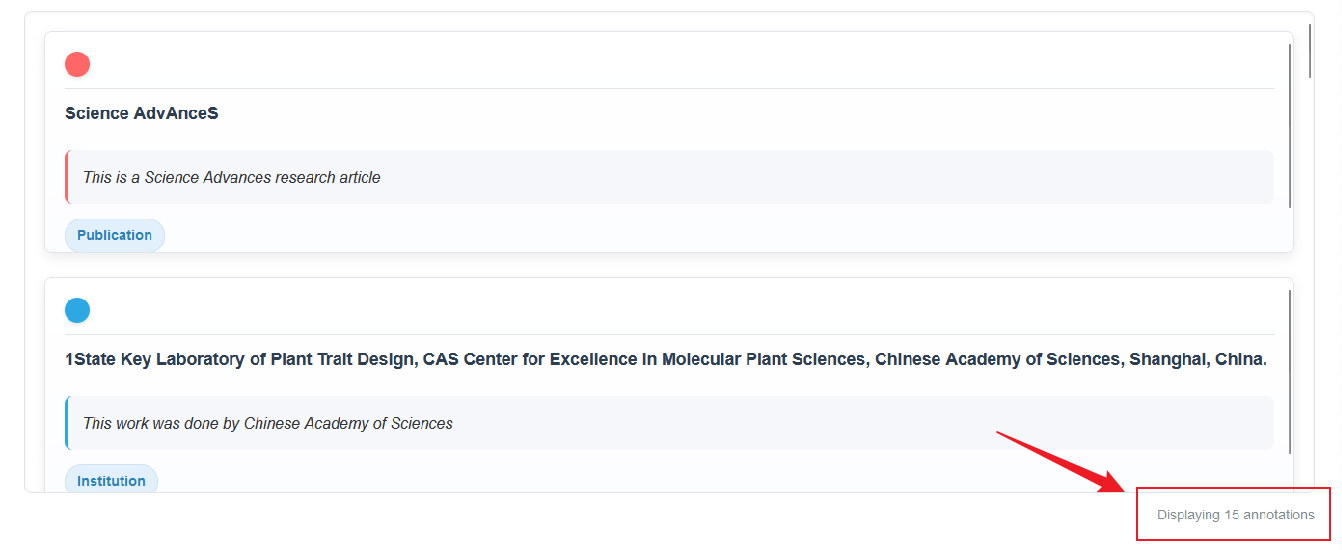 Science AdvAnceS
This is a Science Advances research article
Publication
1State Key Laboratory of Plant Trait Design, CAS Center for Excellence in Molecular Plant Sciences, Chinese Academy of Sciences, Shanghai, China.
This work was done by Chinese Academy of Sciences
Institution
Displaying 15 annotations